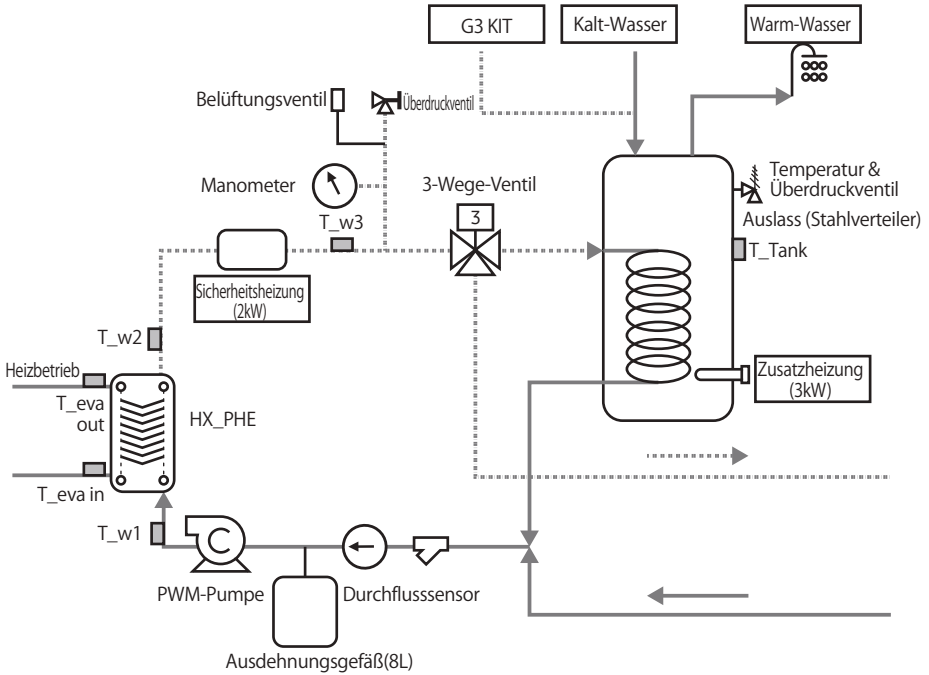 G3 KIT
Kalt-Wasser
Warm-Wasser
Belüftungsventil
Überdruckventil
Manometer
3-Wege-Ventil
Temperatur &
Überdruckventil
Auslass (Stahlverteiler)
T_w3
3
T_Tank
Sicherheitsheizung
(2kW)
T_w2
Heizbetrieb
T_eva
out
HX_PHE
Zusatzheizung
(3kW)
T_eva in
T_w1
C
PWM-Pumpe
Durchflusssensor
Ausdehnungsgefäß(8L)